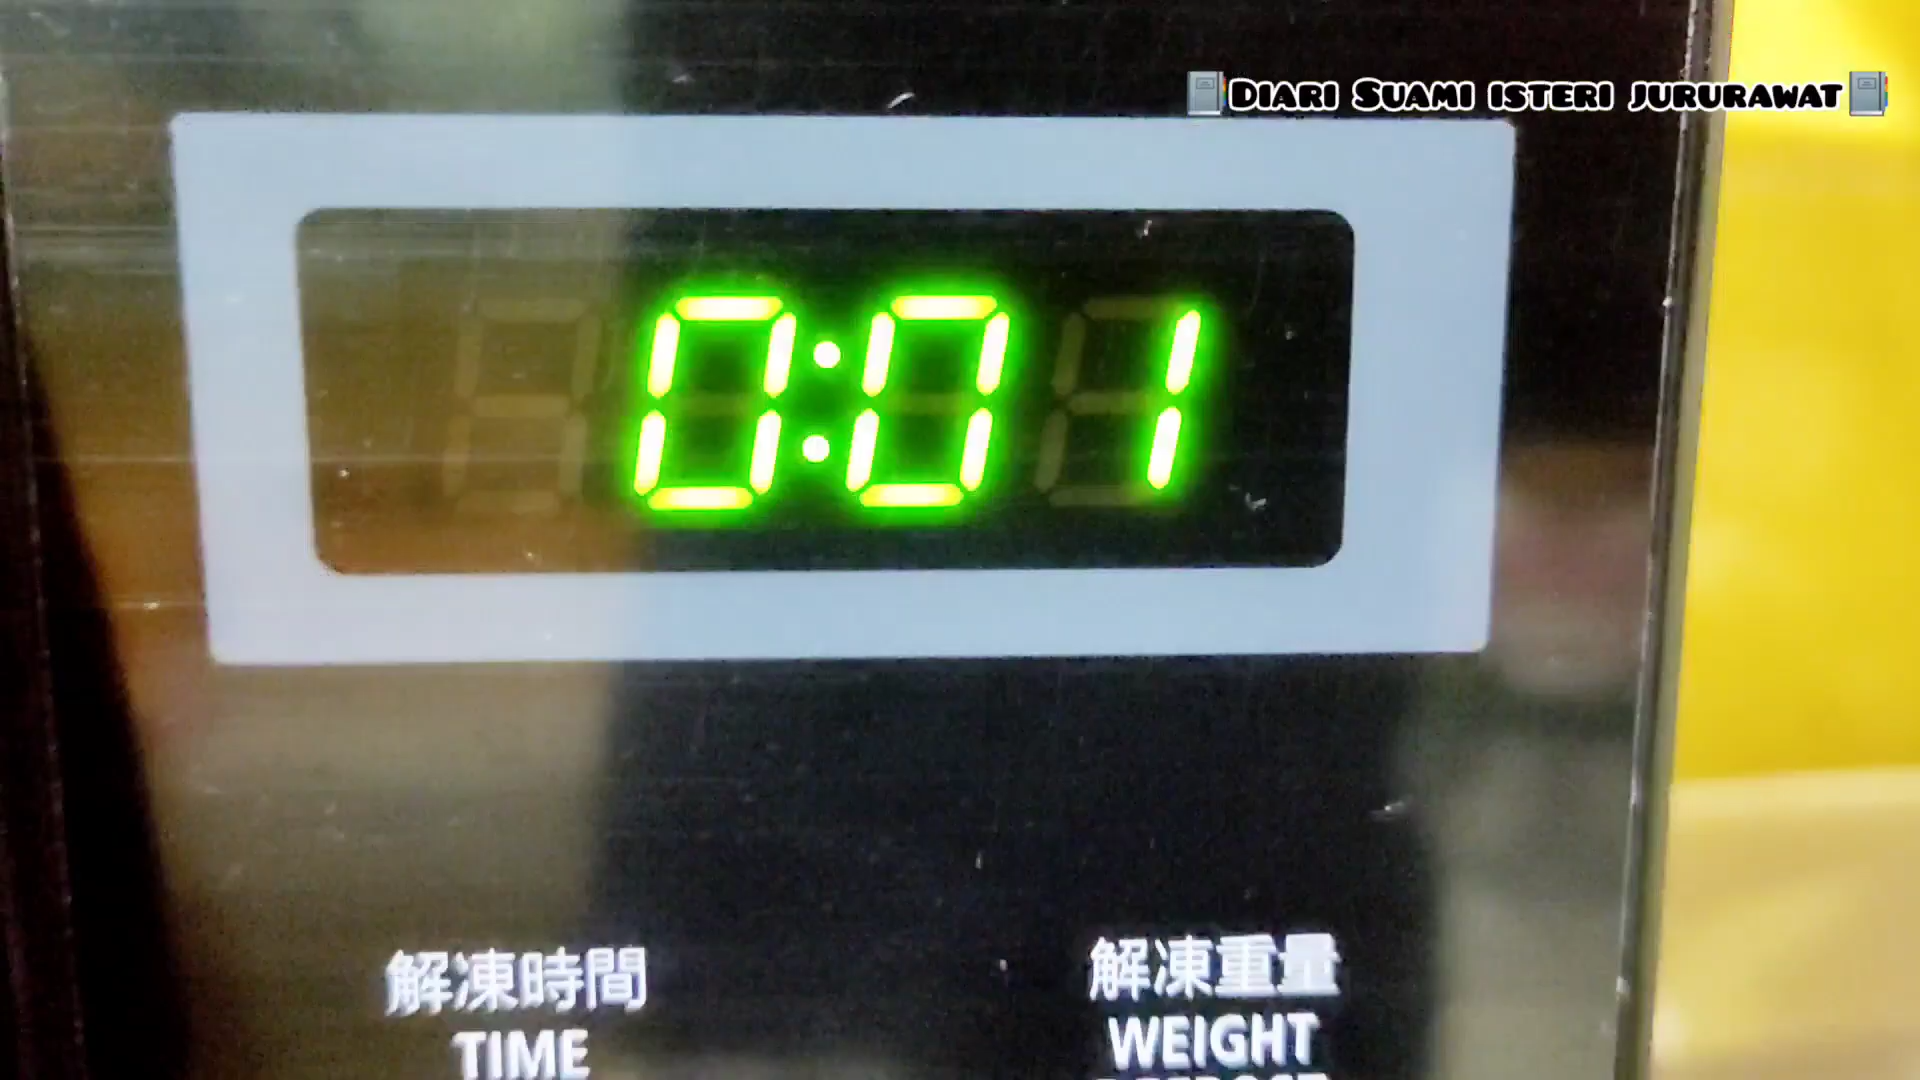 Diari Suami isteri jururawat
0:01
解凍時間
TIME
解凍重量
WEIGHT